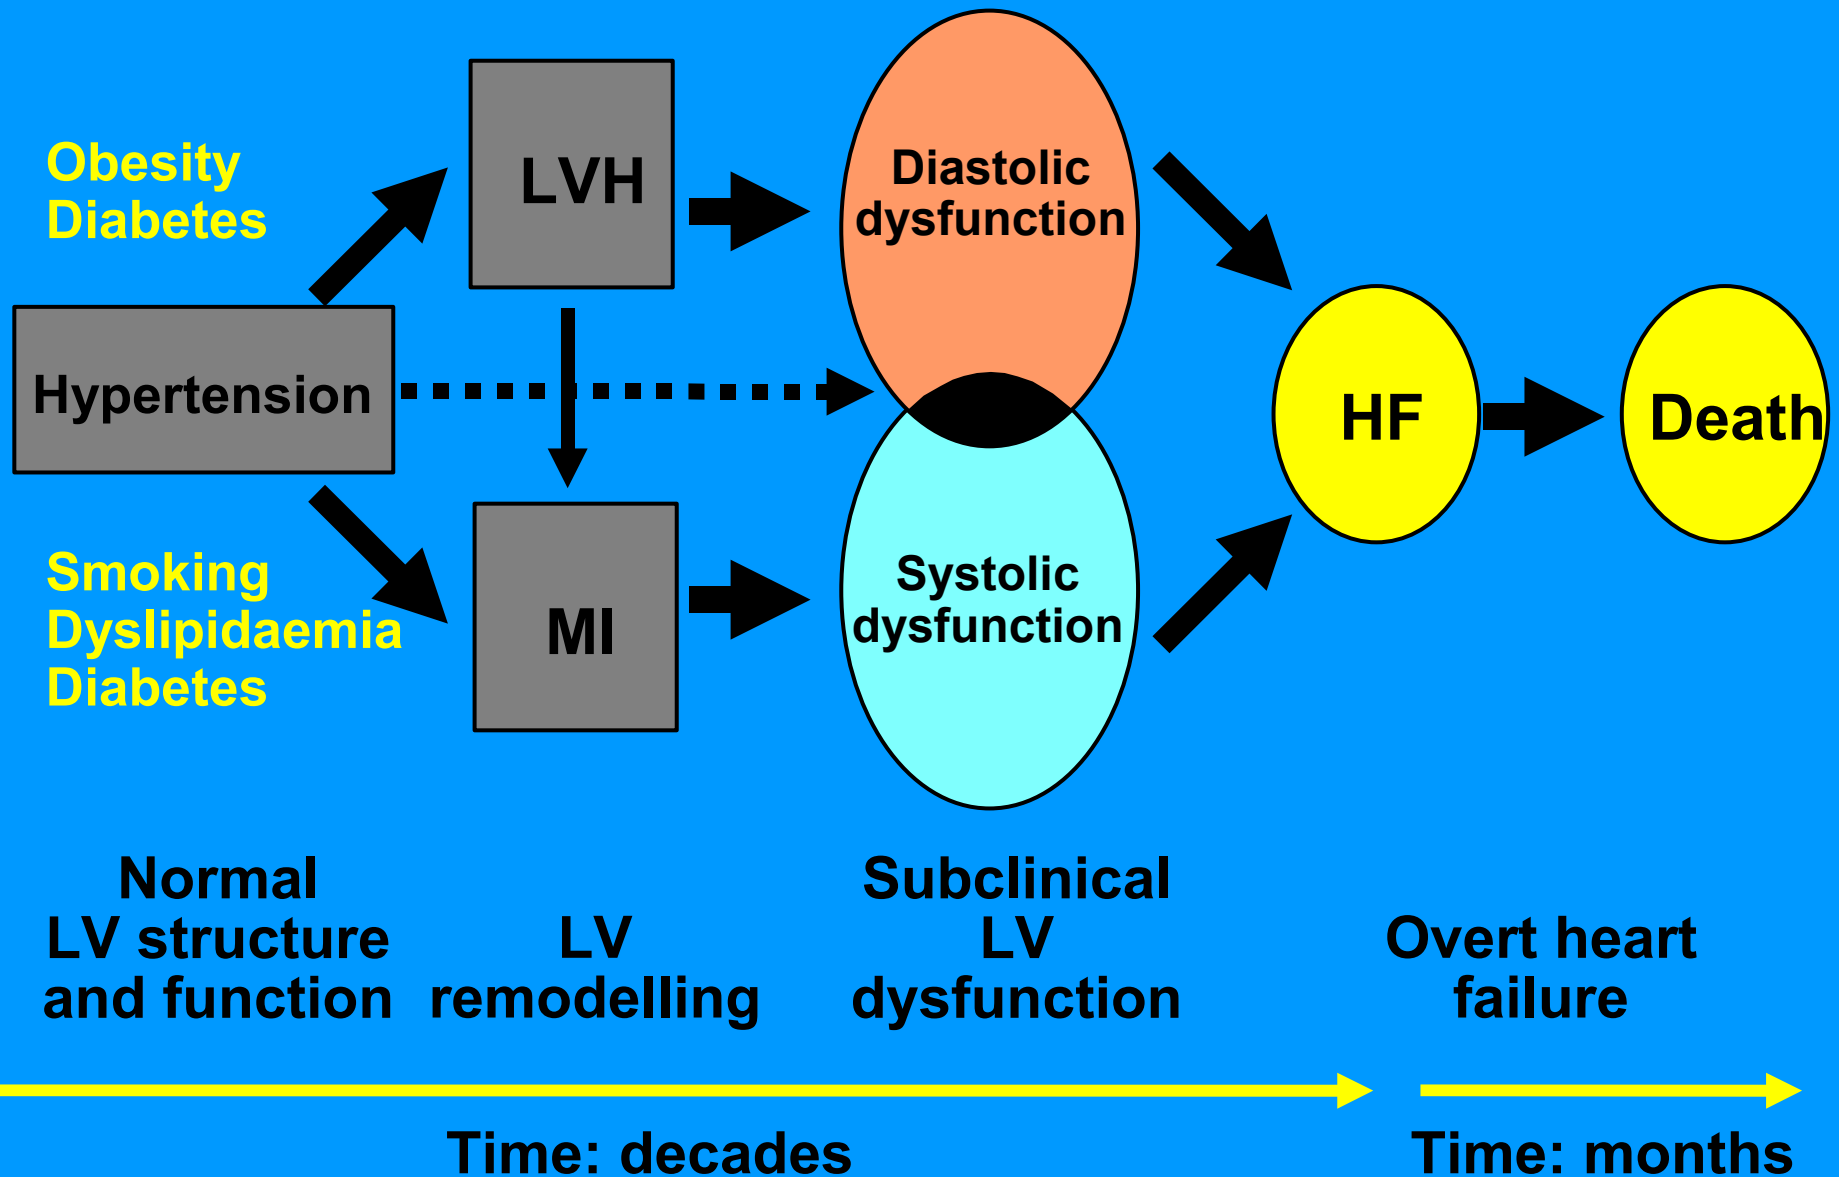 Obesity
Diabetes
LVH
Diastolic
dysfunction
Hypertension
HF
Death
Smoking
Dyslipidaemia
Diabetes
MI
Systolic
dysfunction
Normal
LV structure
and function
LV
remodelling
Subclinical
LV
dysfunction
Overt heart
failure
Time: decades
Time: months